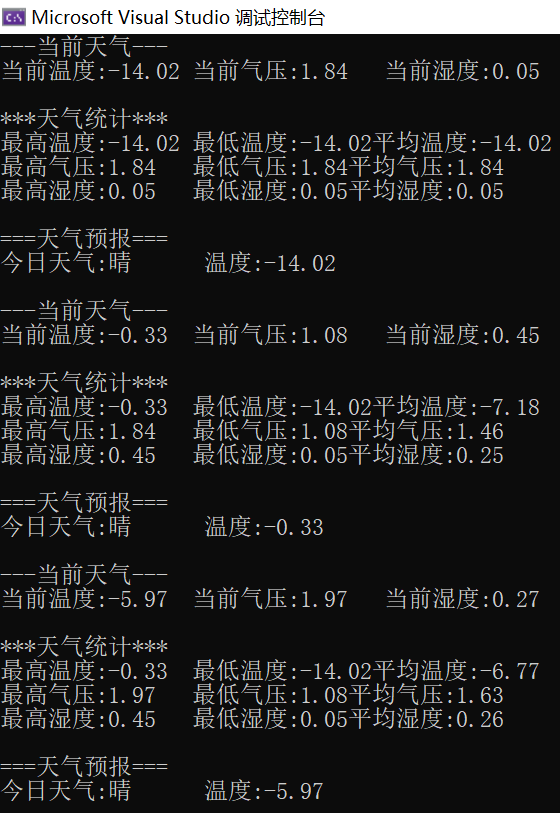 Microsoft Visual Studio 调试控制台
---当前天气---
当前温度:-14.02 当前气压:1.84 当前湿度:0.05
***天气统计***
最高温度:-14.02 最低温度:-14.02平均温度:-14.02
最高气压:1.84 最低气压:1.84平均气压:1.84
最高湿度:0.05 最低湿度:0.05平均湿度:0.05
===天气预报===
今日天气:晴 温度:-14.02
---当前天气---
当前温度:-0.33 当前气压:1.08 当前湿度:0.45
***天气统计***
最高温度:-0.33 最低温度:-14.02平均温度:-7.18
最高气压:1.84 最低气压:1.08平均气压:1.46
最高湿度:0.45 最低湿度:0.05平均湿度:0.25
===天气预报===
今日天气:晴 温度:-0.33
---当前天气---
当前温度:-5.97 当前气压:1.97 当前湿度:0.27
***天气统计***
最高温度:-0.33 最低温度:-14.02平均温度:-6.77
最高气压:1.97 最低气压:1.08平均气压:1.63
最高湿度:0.45 最低湿度:0.05平均湿度:0.26
===天气预报===
今日天气:晴 温度:-5.97